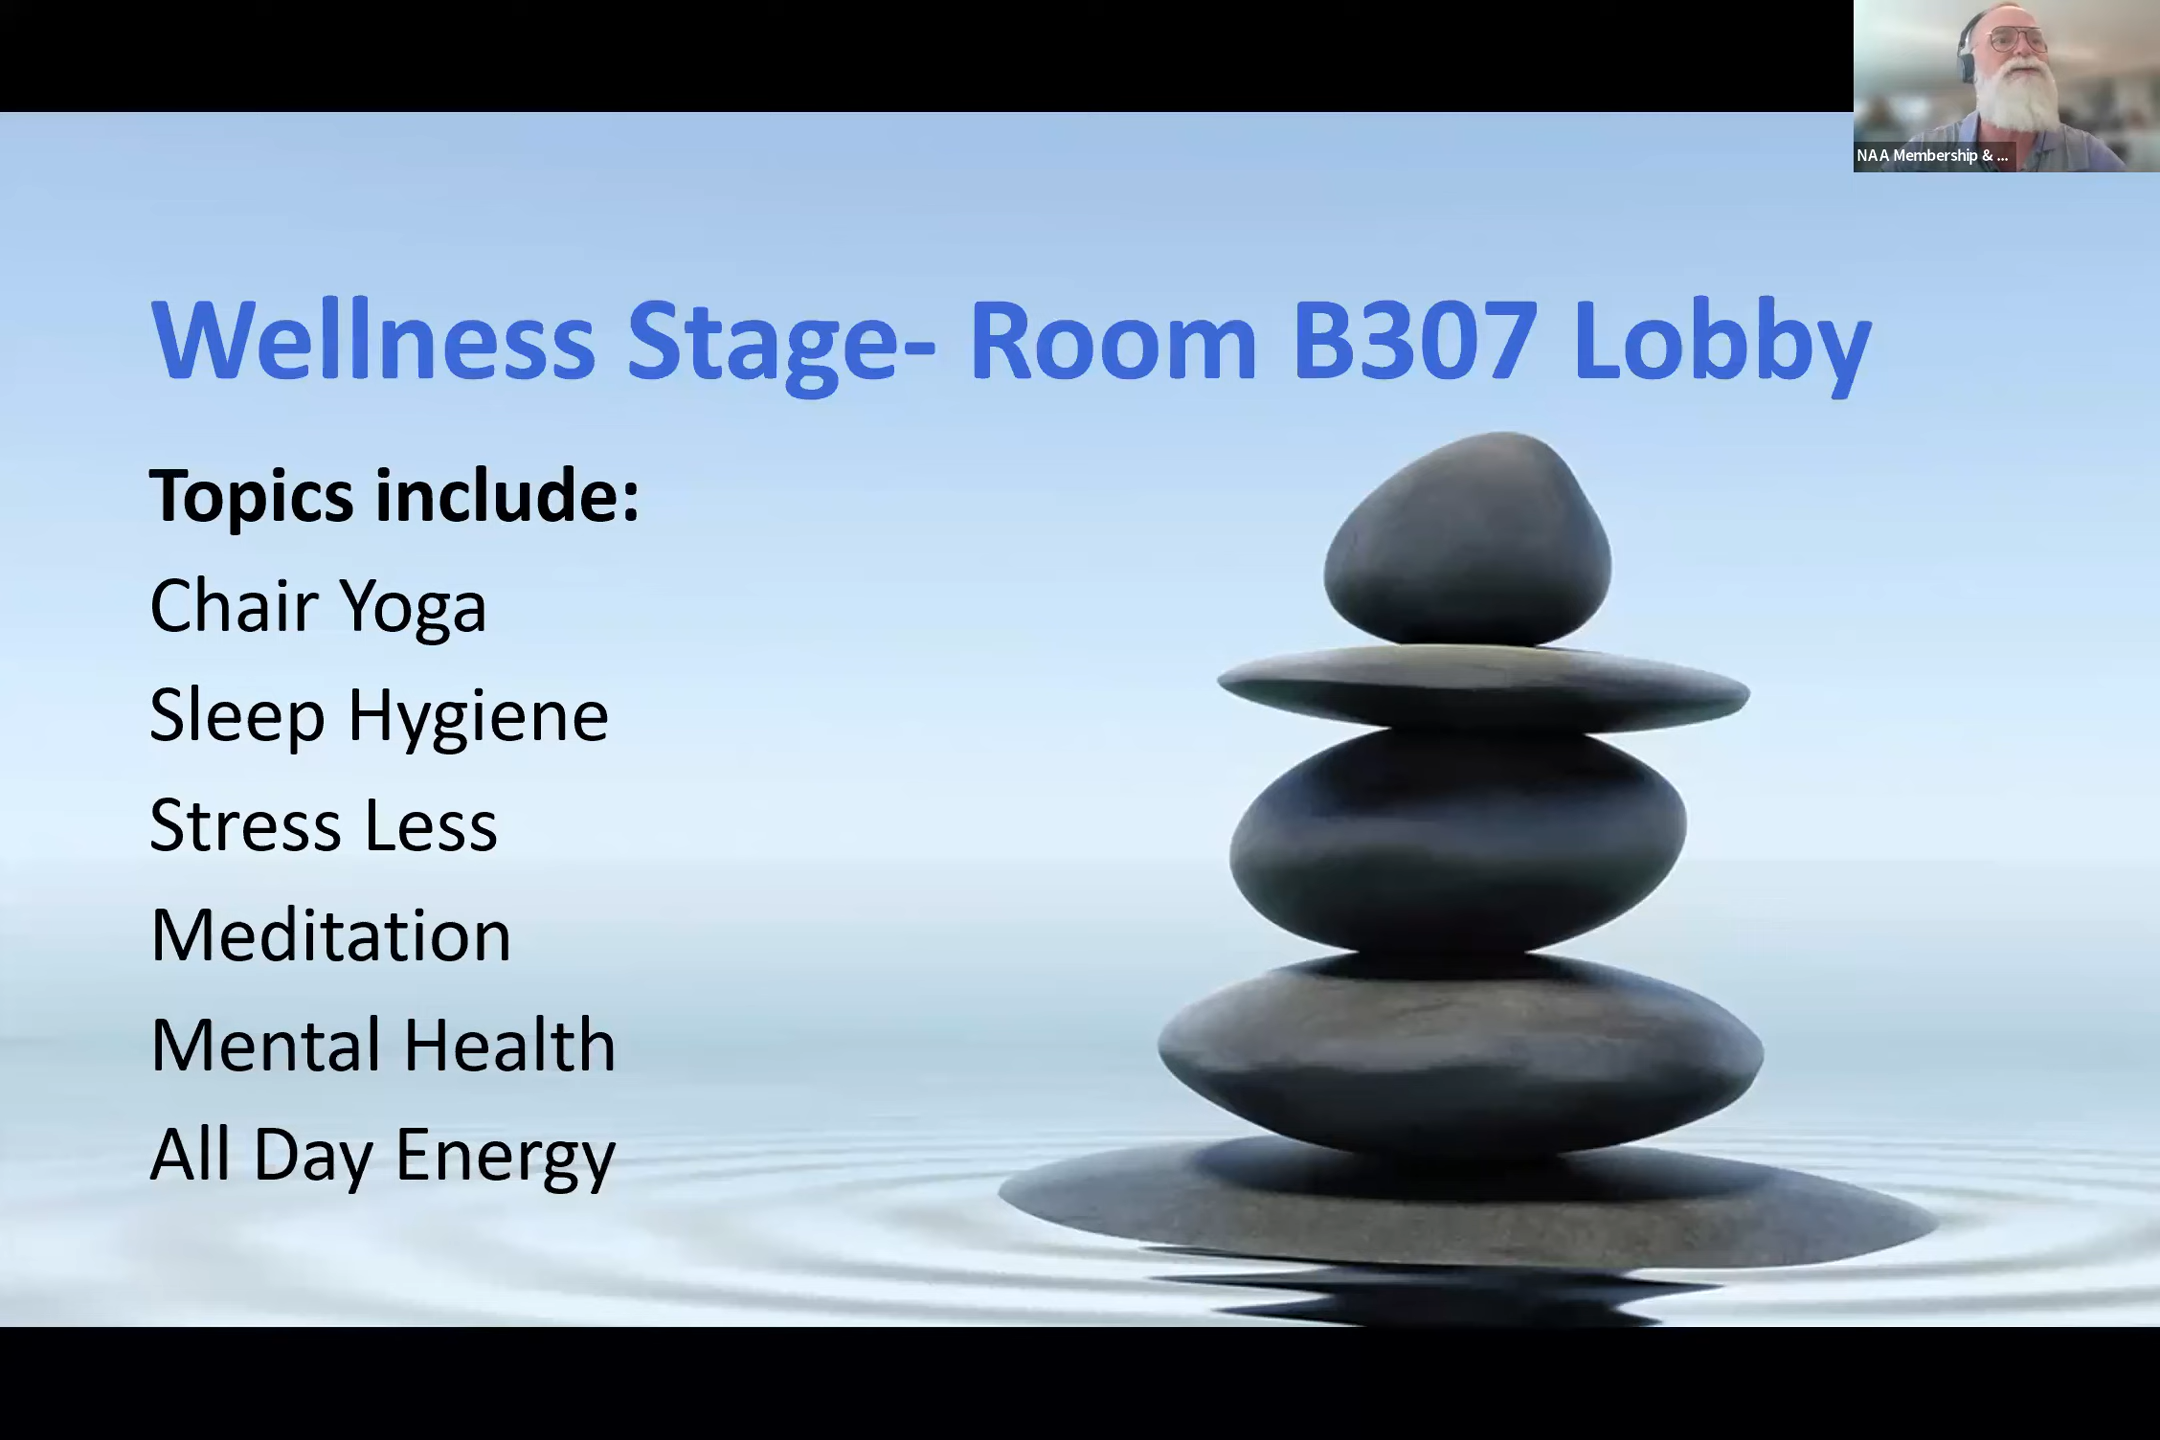 NAA Membership & ...
Wellness Stage- Room B307 Lobby
Topics include:
Chair Yoga
Sleep Hygiene
Stress Less
Meditation
Mental Health
All Day Energy